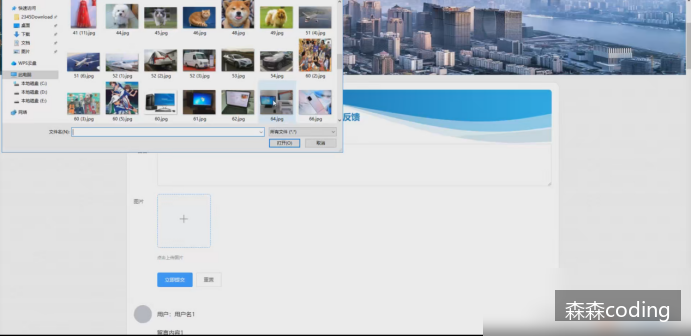 快速访问
2345Download
桌面
下载
文档
图片
WPS云盘
此电脑
本地磁盘 (C:)
本地磁盘 (D:)
本地磁盘 (E:)
网络
41 (11).jpg
44.jpg
45.jpg
46.jpg
48.jpg
49.jpg
51 (4).jpg
51 (6).jpg
52 (1).jpg
52 (2).jpg
52 (3).jpg
53.jpg
54.jpg
60 (2).jpg
60 (3).jpg
60 (5).jpg
60.jpg
61.jpg
62.jpg
64.jpg
66.jpg
文件名(N):
所有文件 (*.*)
打开(O)
取消
反馈
图片
点击上传图片
立即提交
重置
用户：用户名1
留言内容1
森森coding